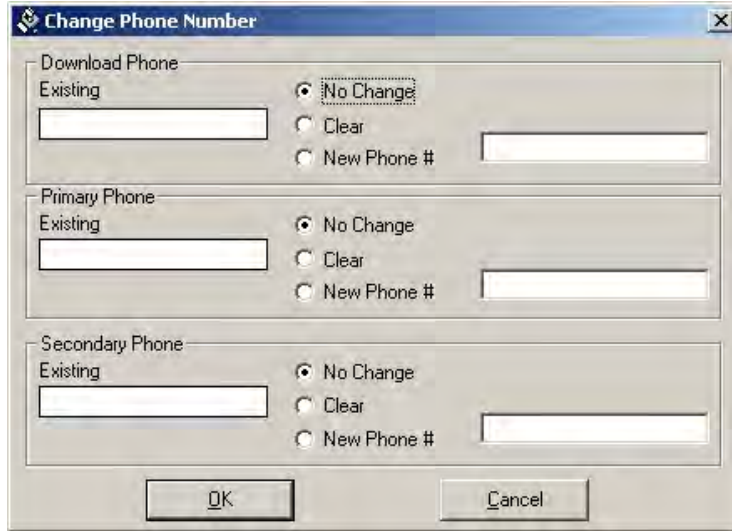 Change Phone Number
Download Phone
Existing
No Change
Clear
New Phone #
Primary Phone
Existing
No Change
Clear
New Phone #
Secondary Phone
Existing
No Change
Clear
New Phone #
OK
Cancel